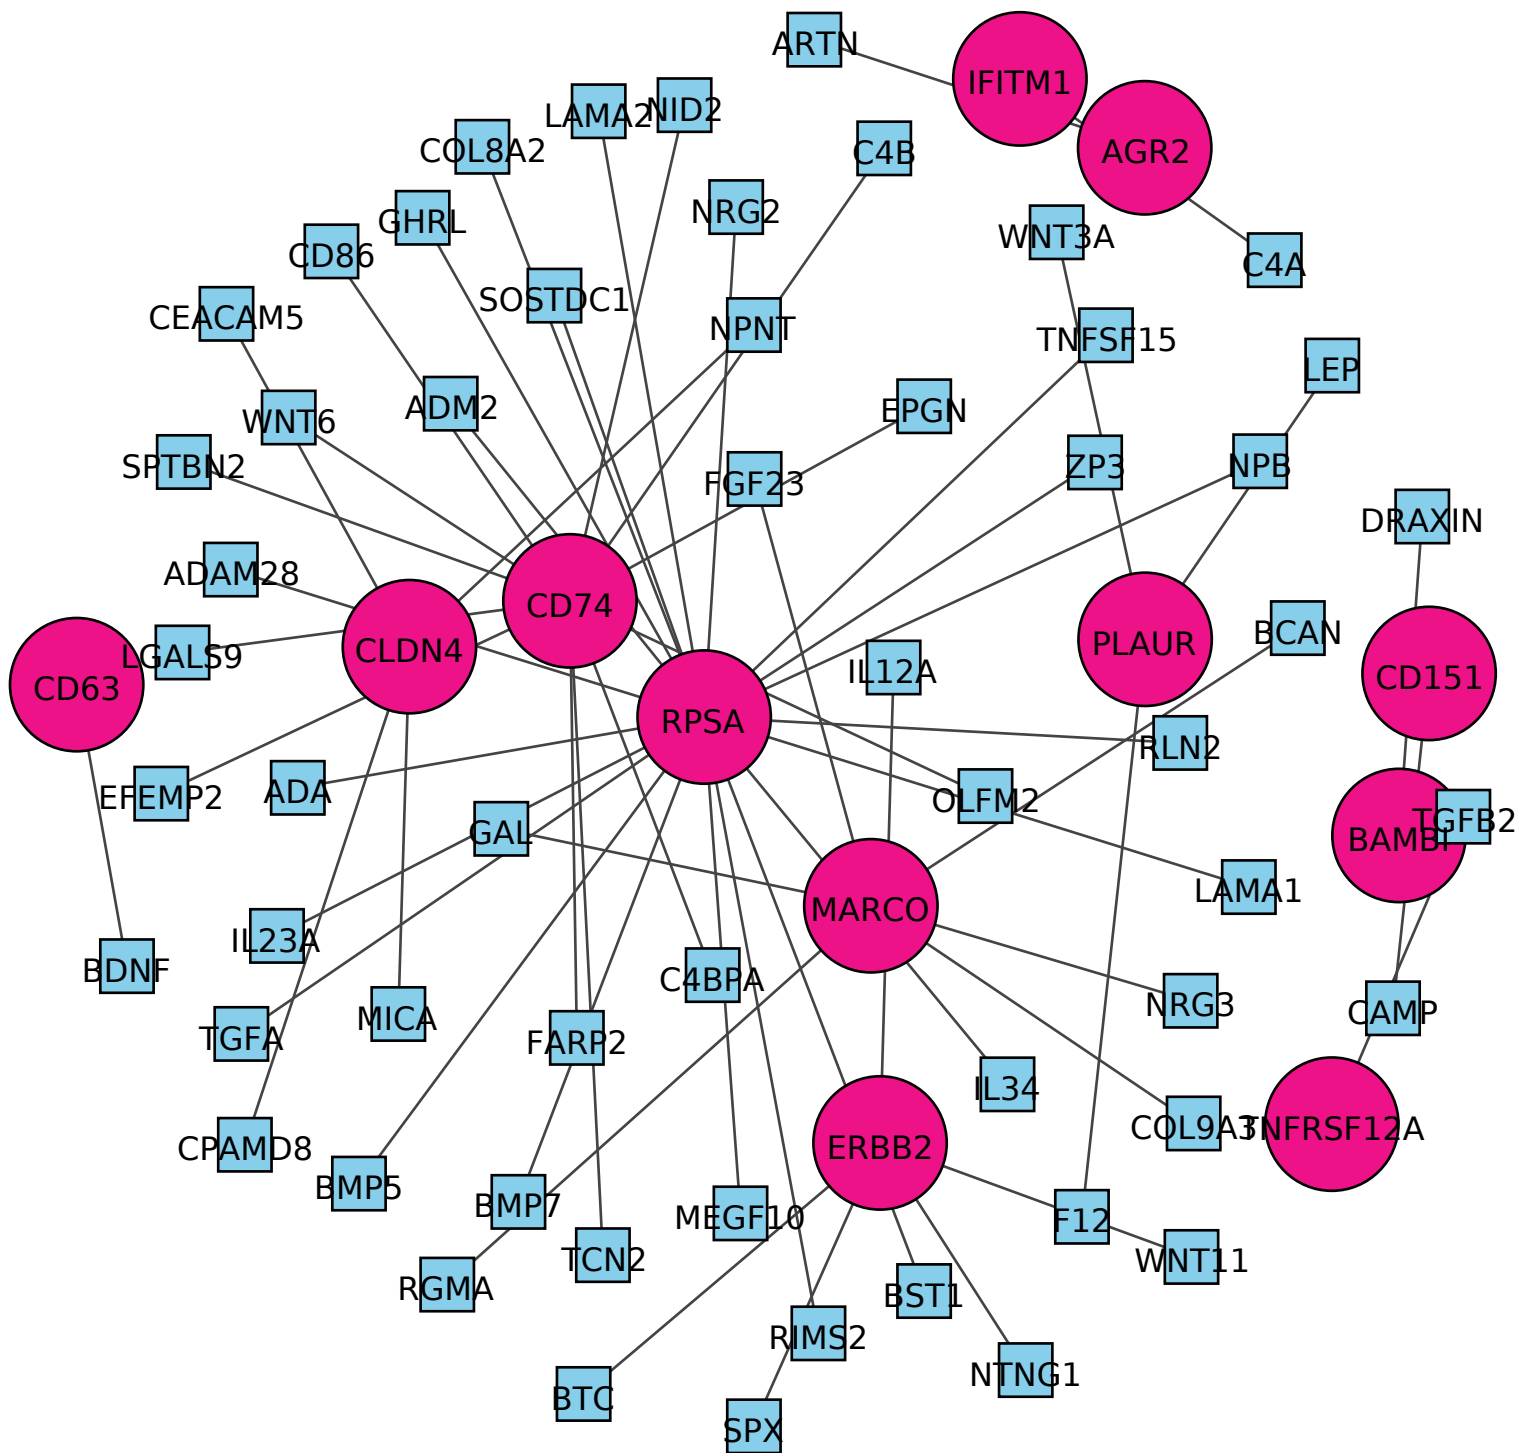 ARTN
IFITM1
LAMA2
NID2
COL8A2
C4B
AGR2
GHRL
NRG2
WNT3A
CD86
C4A
SOSTDC1
CEACAM5
NPNT
TNFSF15
LEP
ADM2
EPGN
WNT6
SPTBN2
FGF23
ZP3
NPB
DRAXIN
ADAM28
CD74
BCAN
LGALS9
CLDN4
PLAUR
IL12A
CD151
CD63
RPSA
RLN2
EFEMP2
ADA
OLFM2
GAL
BAMBI
TGFB2
LAMA1
MARCO
IL23A
BDNF
C4BPA
NRG3
CAMP
MICA
TGFA
FARP2
IL34
COL9A3
TNFRSF12A
CPAMD8
ERBB2
BMP5
BMP7
MEGF10
F12
TCN2
WNT11
RGMA
BST1
RIMS2
NTNG1
BTC
SPX